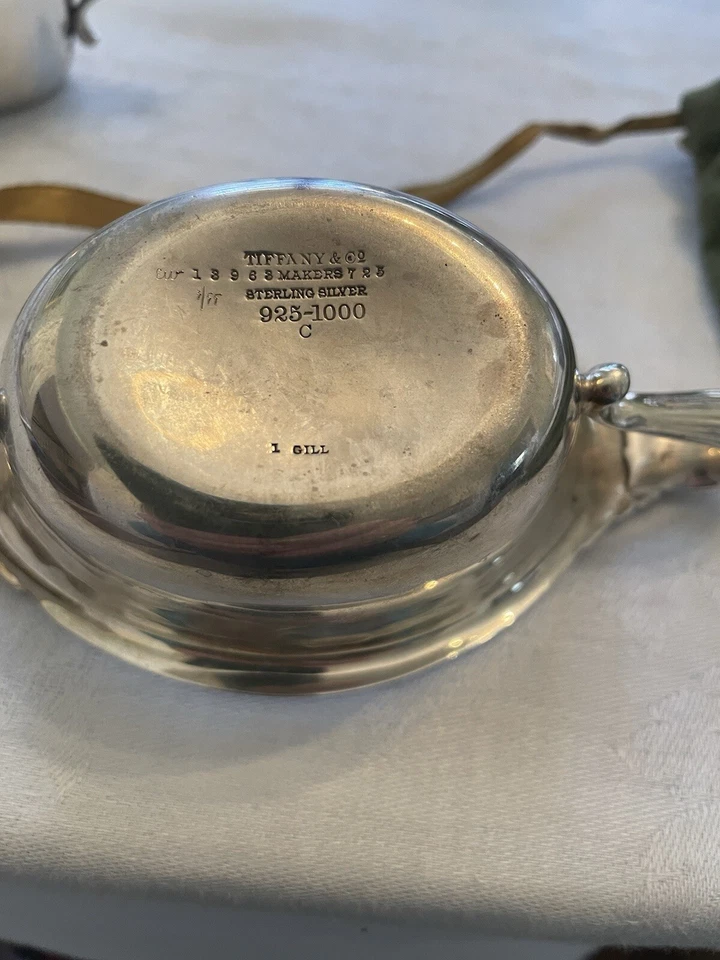 TIFFANY & Co
13963 MAKERS 725
STERLING SILVER
925-1000
C
1 GILL